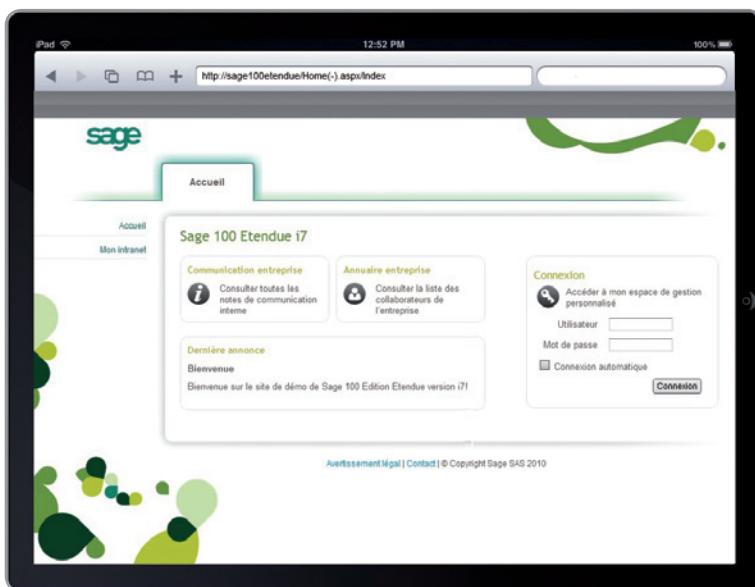 iPad 12:52 PM 100%
http://sage100etendue/Home(-).aspx/Index
sage
Accueil
Accueil
Mon intranet
Sage 100 Etendue i7
Communication entreprise
Consulter toutes les
notes de communication
interne
Annuaire entreprise
Consulter la liste des
collaborateurs de
l'entreprise
Dernière annonce
Bienvenue
Bienvenue sur le site de démo de Sage 100 Edition Etendue version i7!
Connexion
Accéder à mon espace de gestion
personnalisé
Utilisateur
Mot de passe
Connexion automatique
Connexion
Avertissement légal | Contact | © Copyright Sage SAS 2010